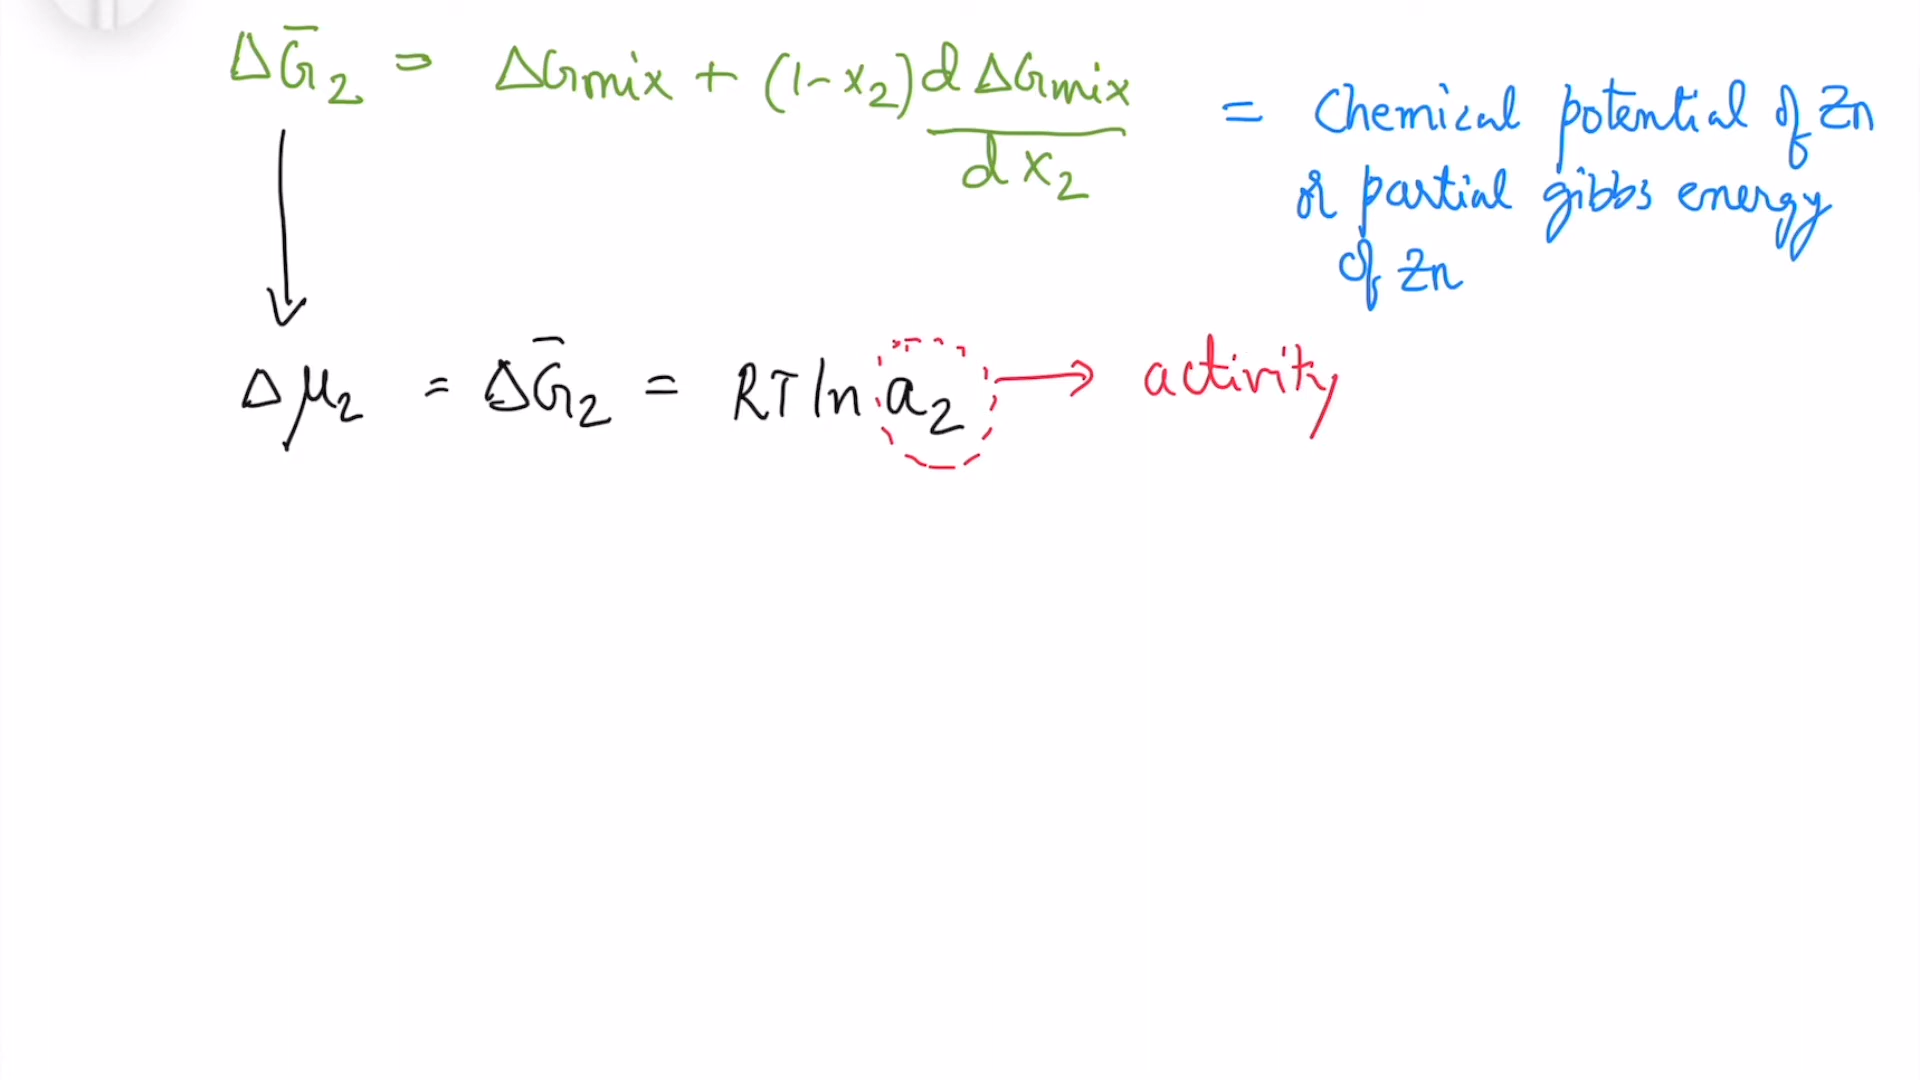 ΔḠ₂ = ΔGmix + (1-x₂) dΔGmix / dx₂ = Chemical potential of Zn
or partial gibbs energy
of Zn
Δμ₂ = ΔḠ₂ = RT ln a₂ → activity